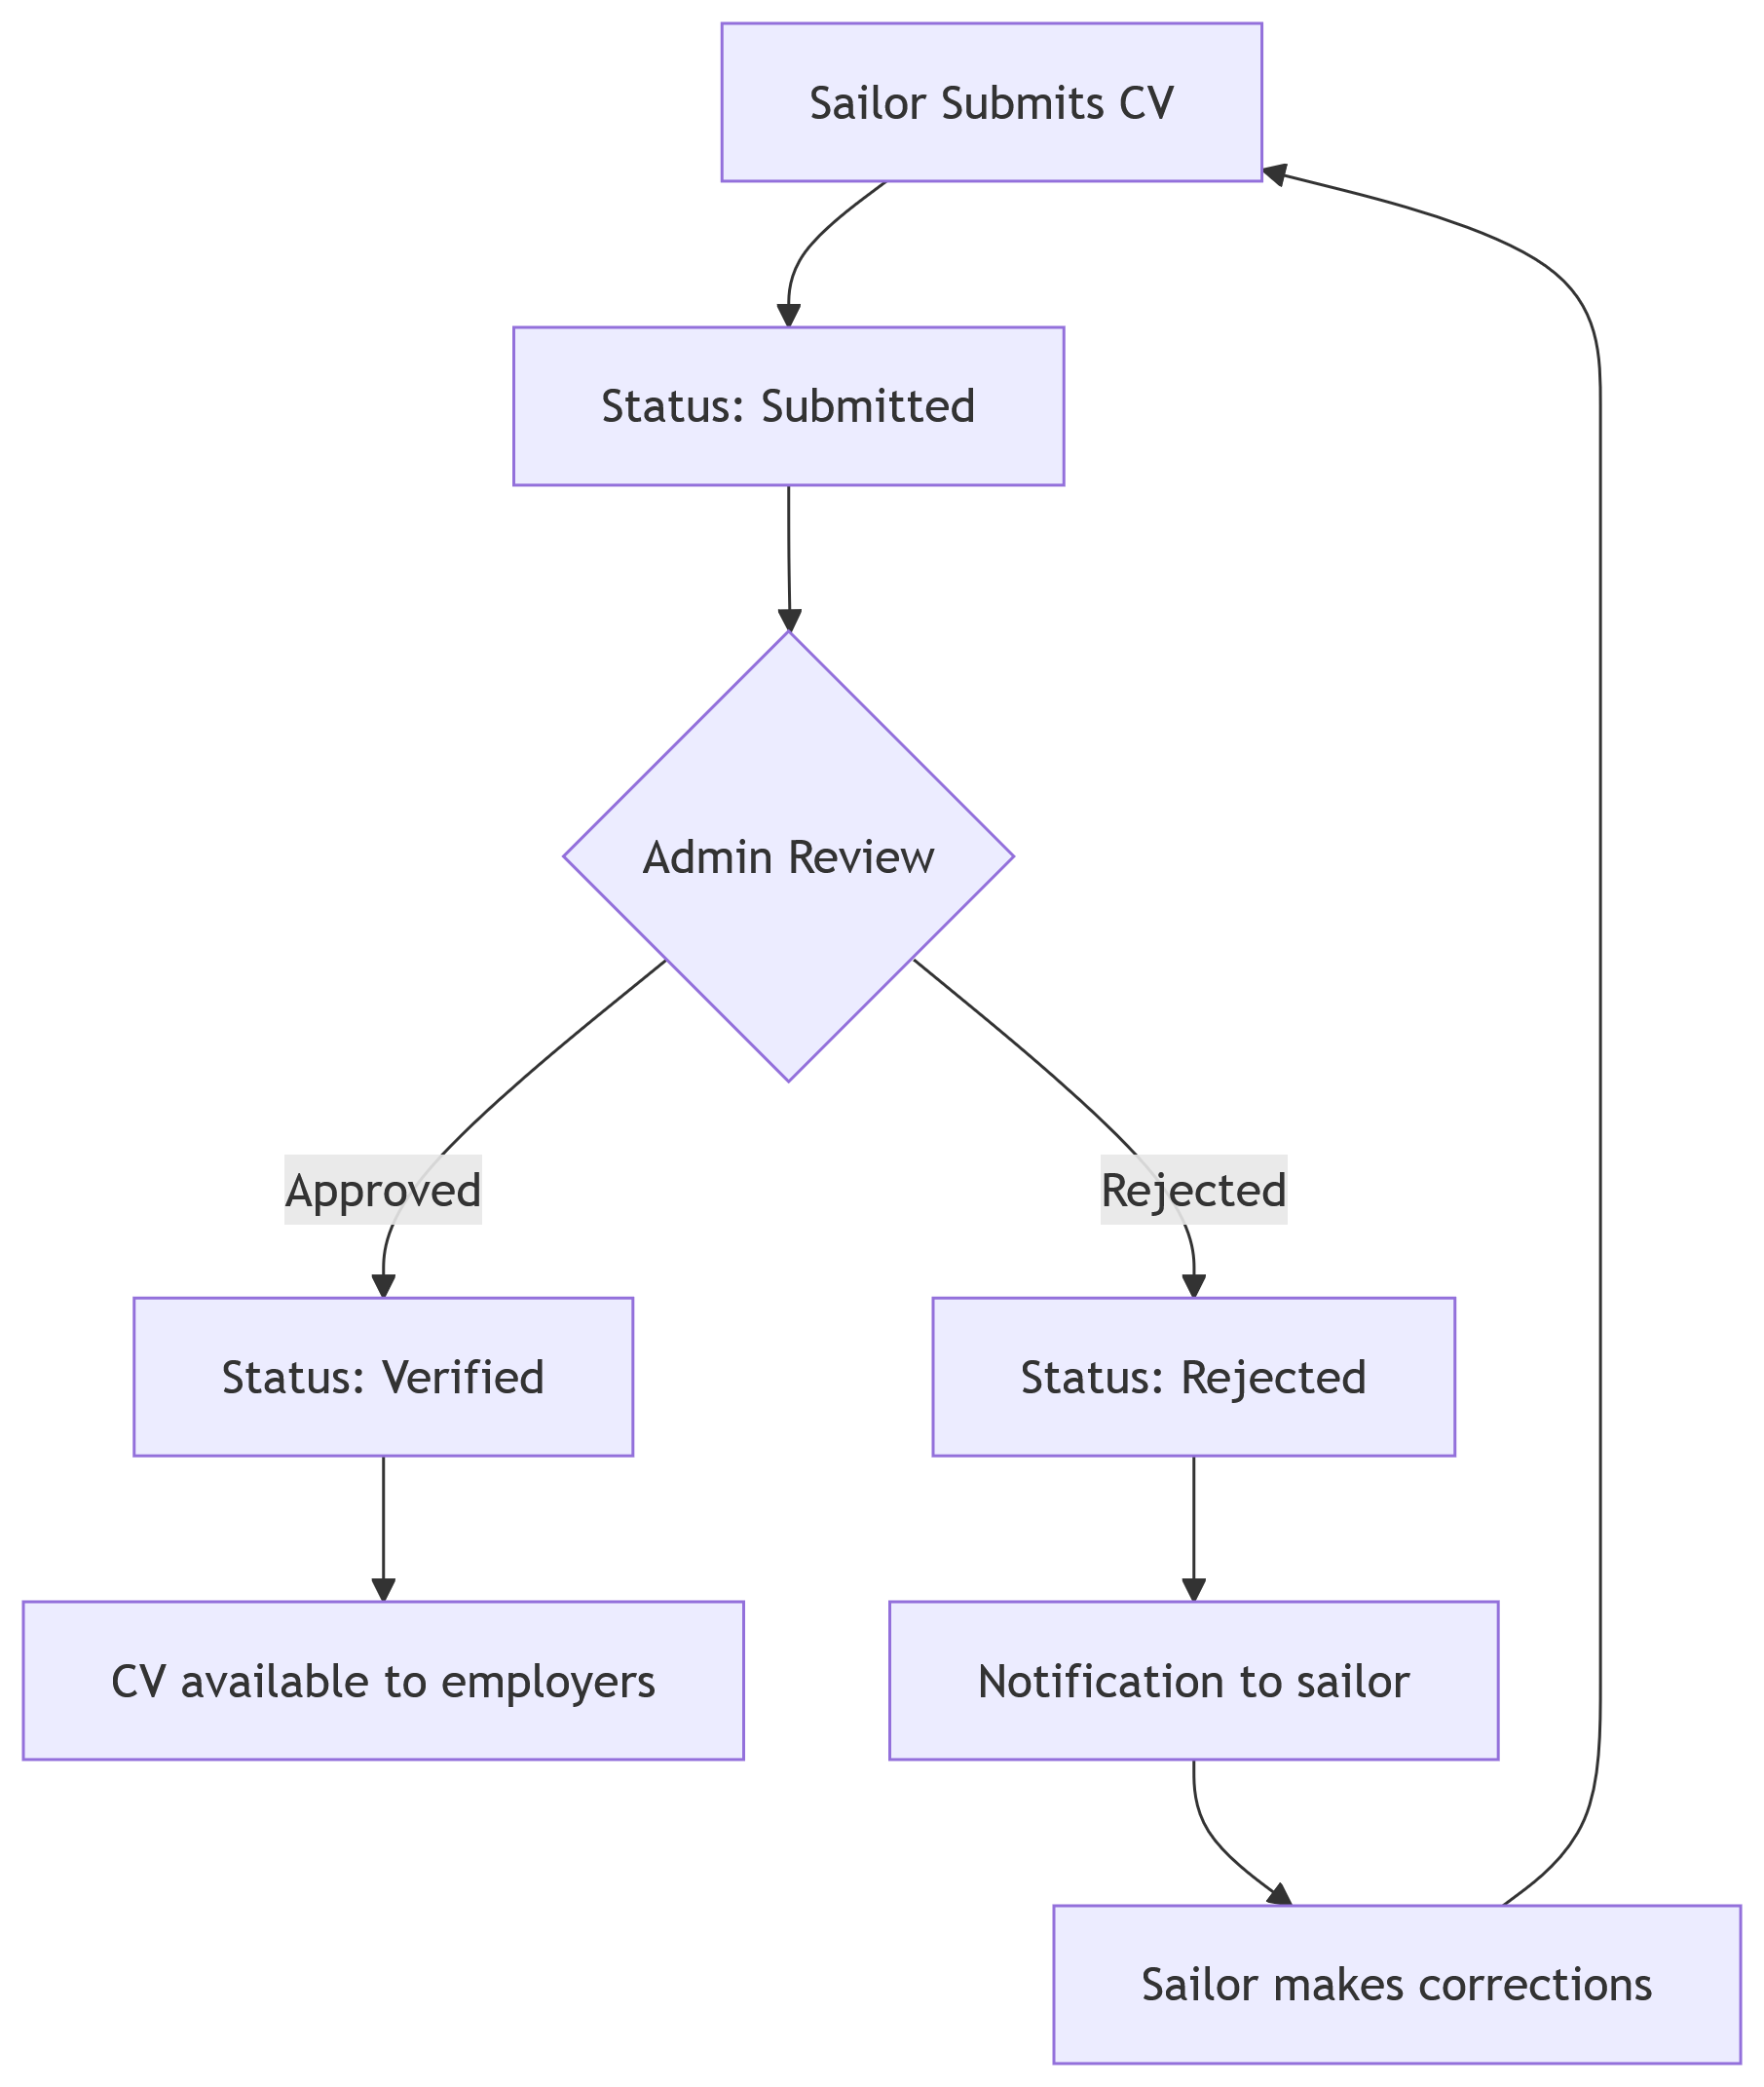 Sailor Submits CV
Status: Submitted
Admin Review
Approved
Rejected
Status: Verified
Status: Rejected
CV available to employers
Notification to sailor
Sailor makes corrections